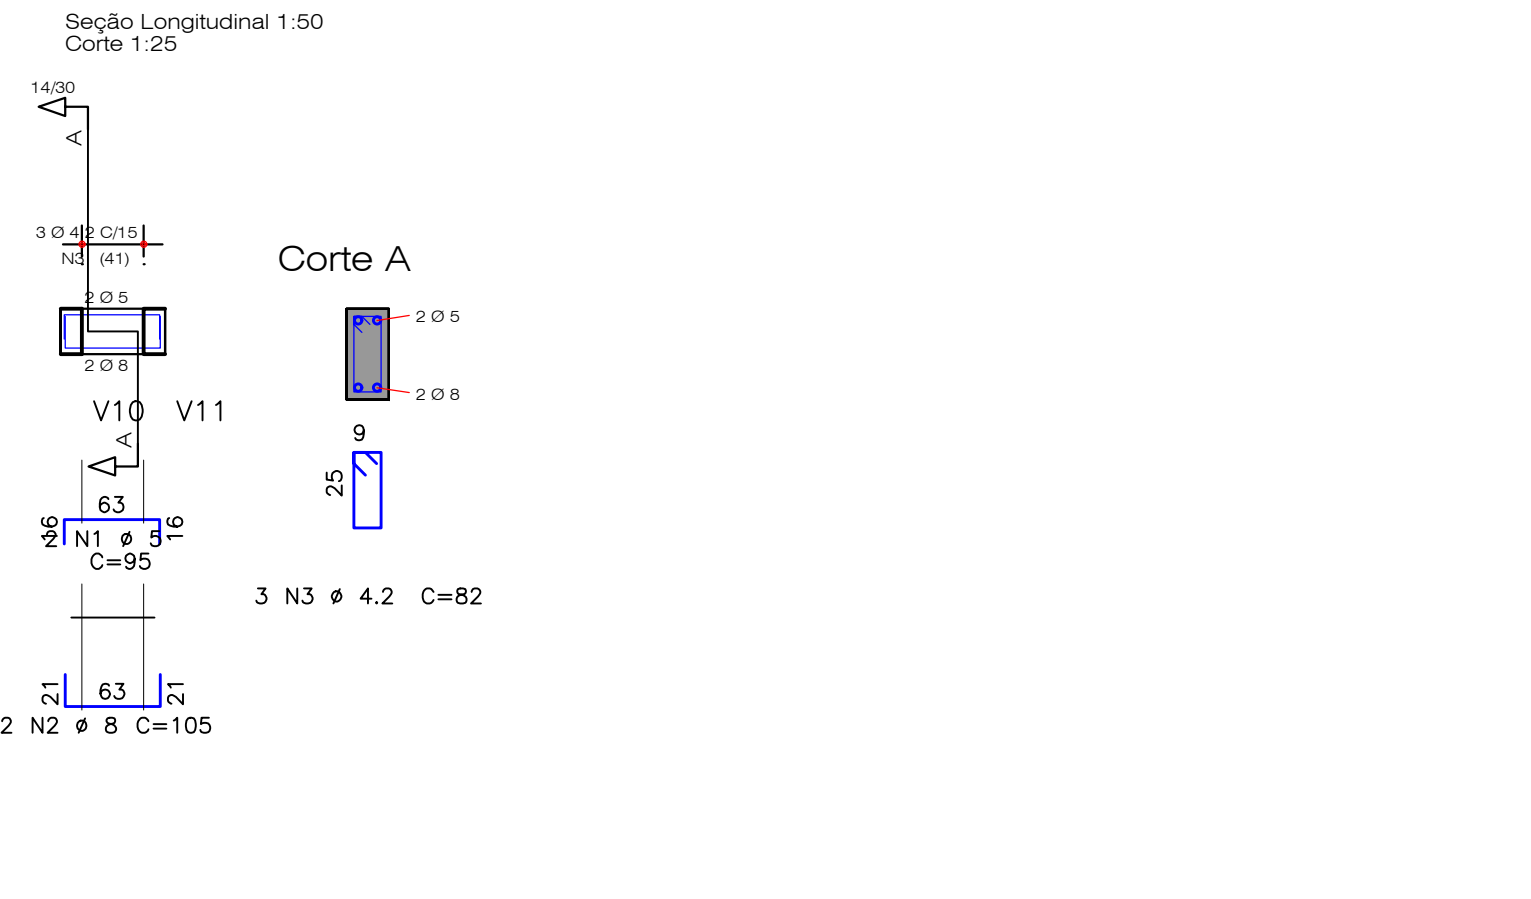 Seção Longitudinal 1:50
Corte 1:25
14/30
A
3 Ø 4.2 C/15
N3 (41)
Corte A
2 Ø 5
2 Ø 5
2 Ø 8
2 Ø 8
V10 V11
9
A
25
63
16 16
2 N1 ø 5
C=95
3 N3 ø 4.2 C=82
21 63 21
2 N2 ø 8 C=105